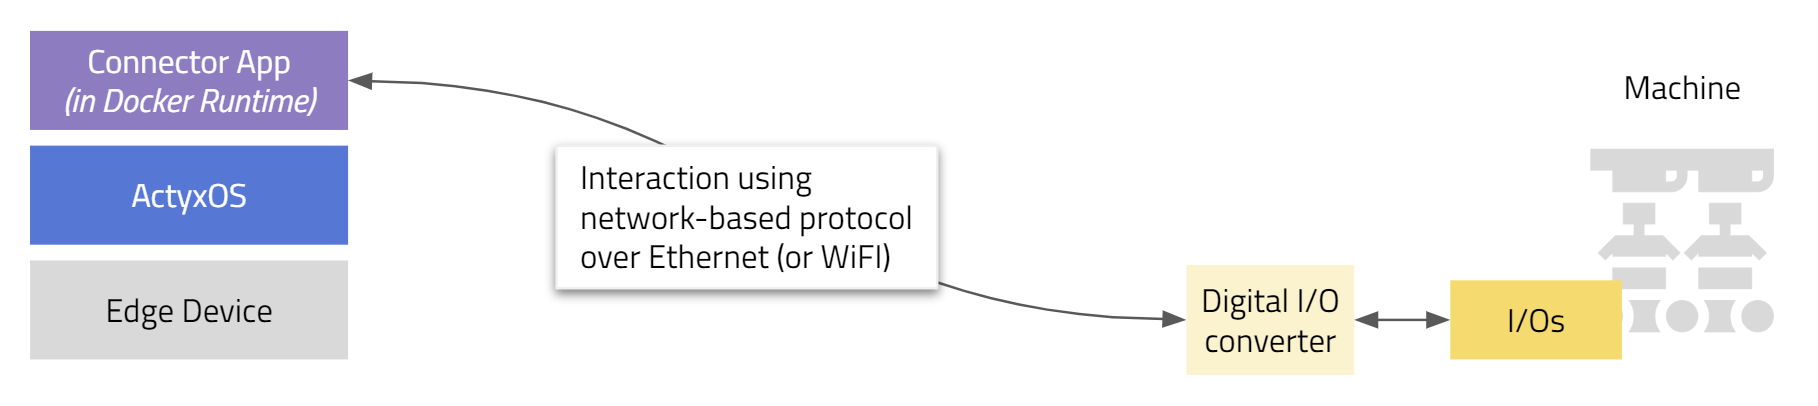 Connector App
(in Docker Runtime)
ActyxOS
Edge Device
Interaction using
network-based protocol
over Ethernet (or WiFI)
Digital I/O
converter
I/Os
Machine